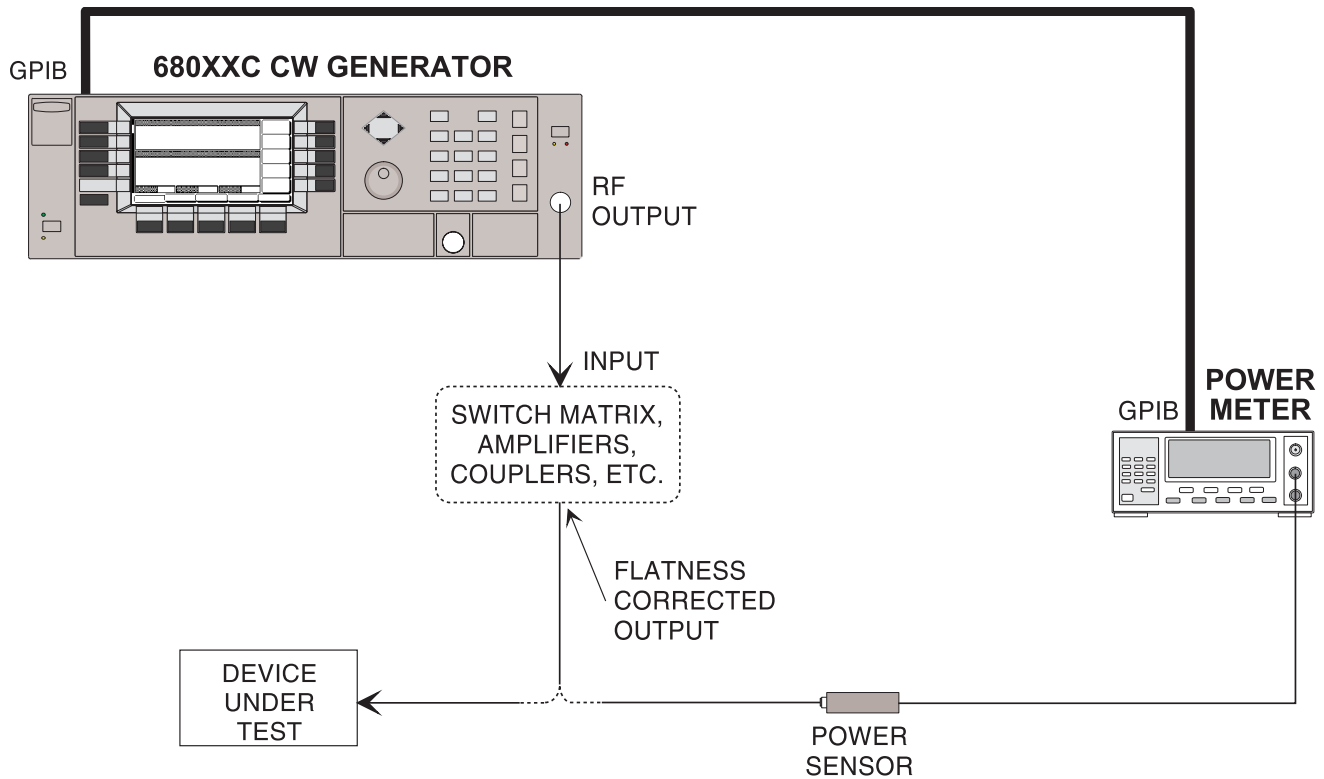 GPIB
680XXC CW GENERATOR
RF
OUTPUT
INPUT
SWITCH MATRIX,
AMPLIFIERS,
COUPLERS, ETC.
POWER
METER
GPIB
FLATNESS
CORRECTED
OUTPUT
DEVICE
UNDER
TEST
POWER
SENSOR